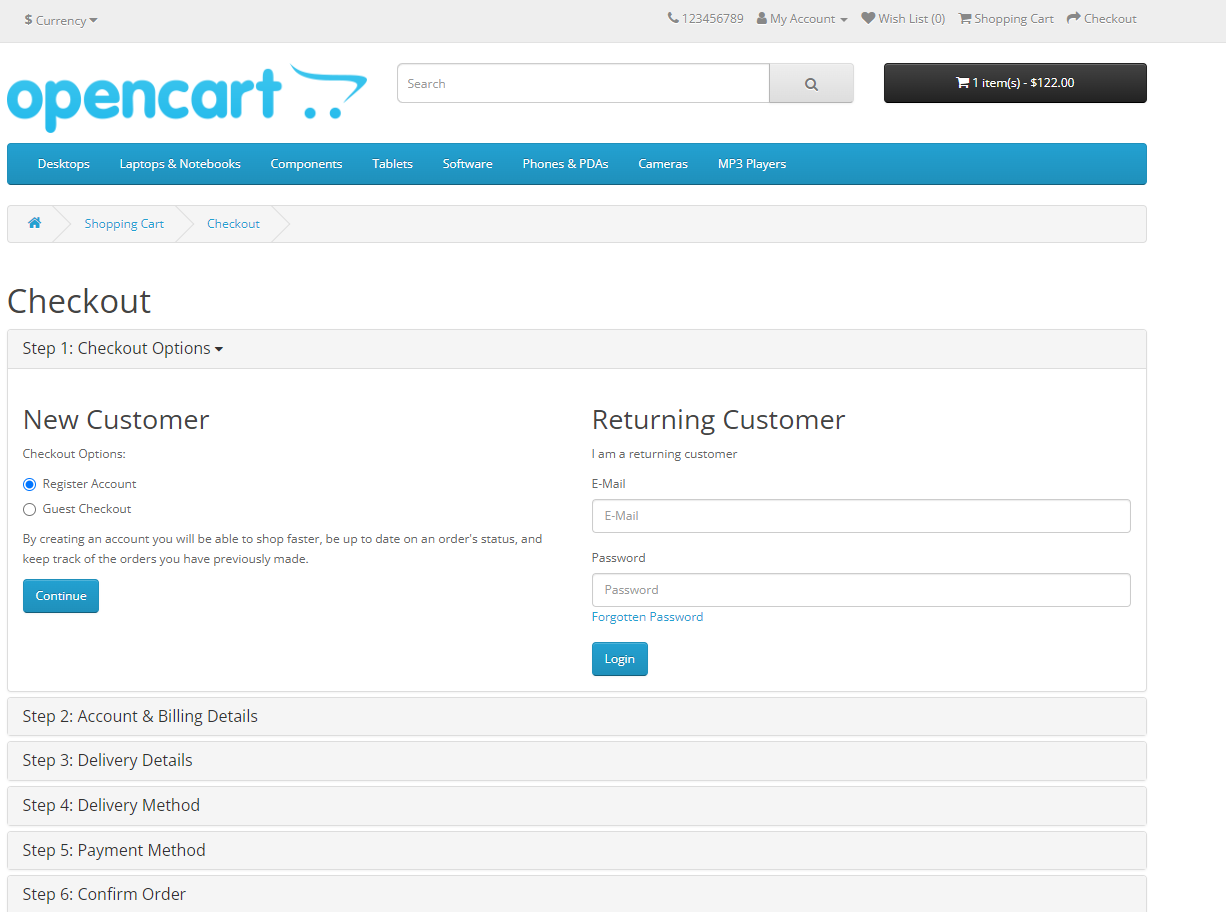 $ Currency
123456789 My Account Wish List (0) Shopping Cart Checkout
opencart
Search
1 item(s) - $122.00
Desktops Laptops & Notebooks Components Tablets Software Phones & PDAs Cameras MP3 Players
Shopping Cart Checkout
Checkout
Step 1: Checkout Options
New Customer
Checkout Options:
Register Account
Guest Checkout
By creating an account you will be able to shop faster, be up to date on an order's status, and
keep track of the orders you have previously made.
Continue
Returning Customer
I am a returning customer
E-Mail
E-Mail
Password
Password
Forgotten Password
Login
Step 2: Account & Billing Details
Step 3: Delivery Details
Step 4: Delivery Method
Step 5: Payment Method
Step 6: Confirm Order